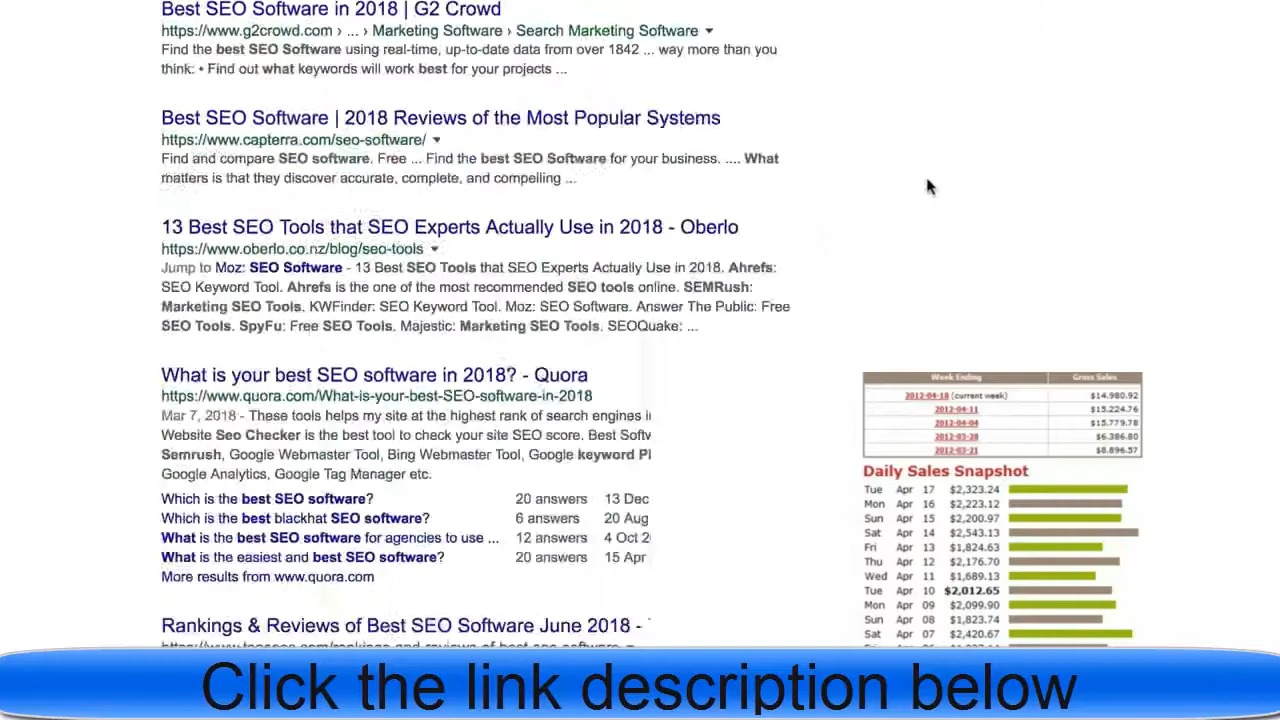 Best SEO Software in 2018 | G2 Crowd
https://www.g2crowd.com › ... › Marketing Software › Search Marketing Software
Find the best SEO Software using real-time, up-to-date data from over 1842 ... way more than you
think: • Find out what keywords will work best for your projects ...
Best SEO Software | 2018 Reviews of the Most Popular Systems
https://www.capterra.com/seo-software/
Find and compare SEO software. Free ... Find the best SEO Software for your business. .... What
matters is that they discover accurate, complete, and compelling ...
13 Best SEO Tools that SEO Experts Actually Use in 2018 - Oberlo
https://www.oberlo.co.nz/blog/seo-tools
Jump to Moz: SEO Software - 13 Best SEO Tools that SEO Experts Actually Use in 2018. Ahrefs:
SEO Keyword Tool. Ahrefs is the one of the most recommended SEO tools online. SEMRush:
Marketing SEO Tools. KWFinder: SEO Keyword Tool. Moz: SEO Software. Answer The Public: Free
SEO Tools. SpyFu: Free SEO Tools. Majestic: Marketing SEO Tools. SEOQuake: ...
What is your best SEO software in 2018? - Quora
https://www.quora.com/What-is-your-best-SEO-software-in-2018
Mar 7, 2018 - These tools helps my site at the highest rank of search engines
Website Seo Checker is the best tool to check your site SEO score. Best
Semrush, Google Webmaster Tool, Bing Webmaster Tool, Google keyword
Google Analytics, Google Tag Manager etc.
Which is the best SEO software? 20 answers 13 Dec
Which is the best blackhat SEO software? 6 answers 20 Aug
What is the best SEO software for agencies to use ... 12 answers 4 Oct
What is the easiest and best SEO software? 20 answers 15 Apr
More results from www.quora.com
Rankings & Reviews of Best SEO Software June 2018 -
Week Ending Gross Sales
2012-04-18 (current week) $14,980.92
2012-04-11 $15,224.76
2012-04-04 $15,779.78
2012-03-28 $6,386.80
2012-03-21 $8,896.37
Daily Sales Snapshot
Tue Apr 17 $2,323.24
Mon Apr 16 $2,223.12
Sun Apr 15 $2,200.97
Sat Apr 14 $2,543.13
Fri Apr 13 $1,824.63
Thu Apr 12 $2,176.70
Wed Apr 11 $1,689.13
Tue Apr 10 $2,012.65
Mon Apr 09 $2,099.90
Sun Apr 08 $1,823.74
Sat Apr 07 $2,420.67
Click the link description below